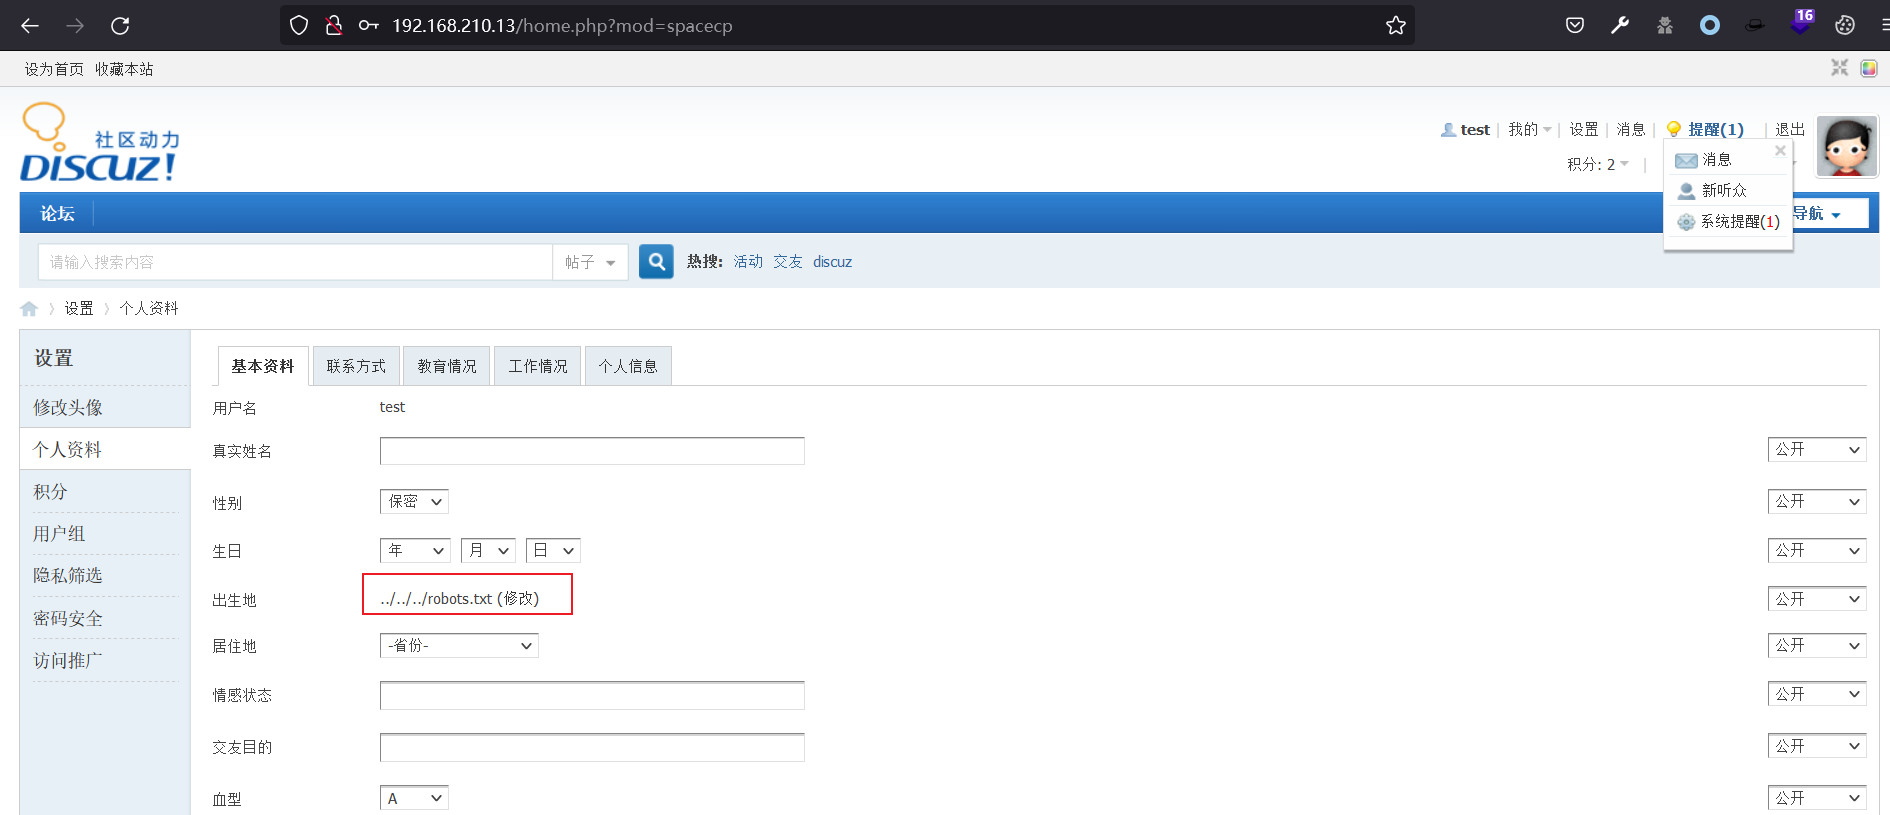 192.168.210.13/home.php?mod=spacecp
16
设为首页 收藏本站
社区动力
DISCUZ!
test 我的 设置 消息 提醒(1) 退出
积分: 2
消息
新听众
系统提醒(1)
论坛
导航
请输入搜索内容 帖子 热搜: 活动 交友 discuz
设置 个人资料
设置
修改头像
个人资料
积分
用户组
隐私筛选
密码安全
访问推广
基本资料 联系方式 教育情况 工作情况 个人信息
用户名 test
真实姓名 公开
性别 保密 公开
生日 年 月 日 公开
出生地 ../../../robots.txt (修改) 公开
居住地 -省份- 公开
情感状态 公开
交友目的 公开
血型 A 公开